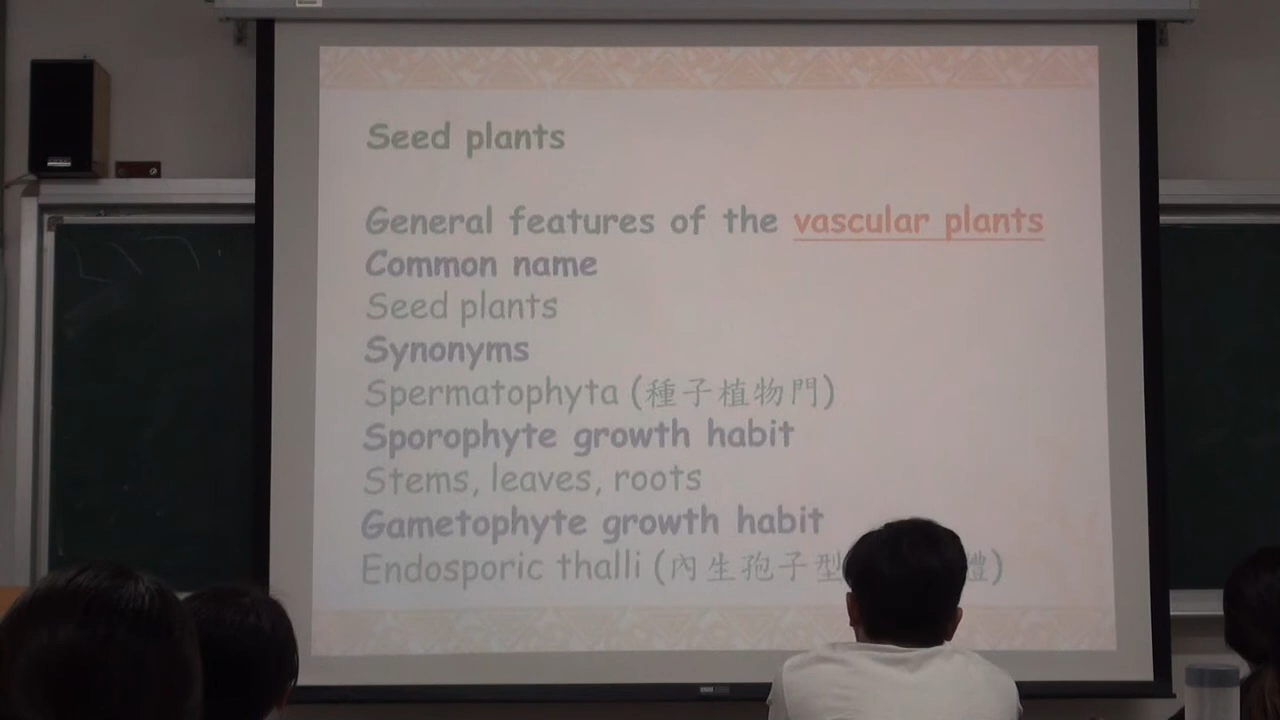 Seed plants
General features of the vascular plants
Common name
Seed plants
Synonyms
Spermatophyta (種子植物門)
Sporophyte growth habit
Stems, leaves, roots
Gametophyte growth habit
Endosporic thalli (內生孢子型 體)